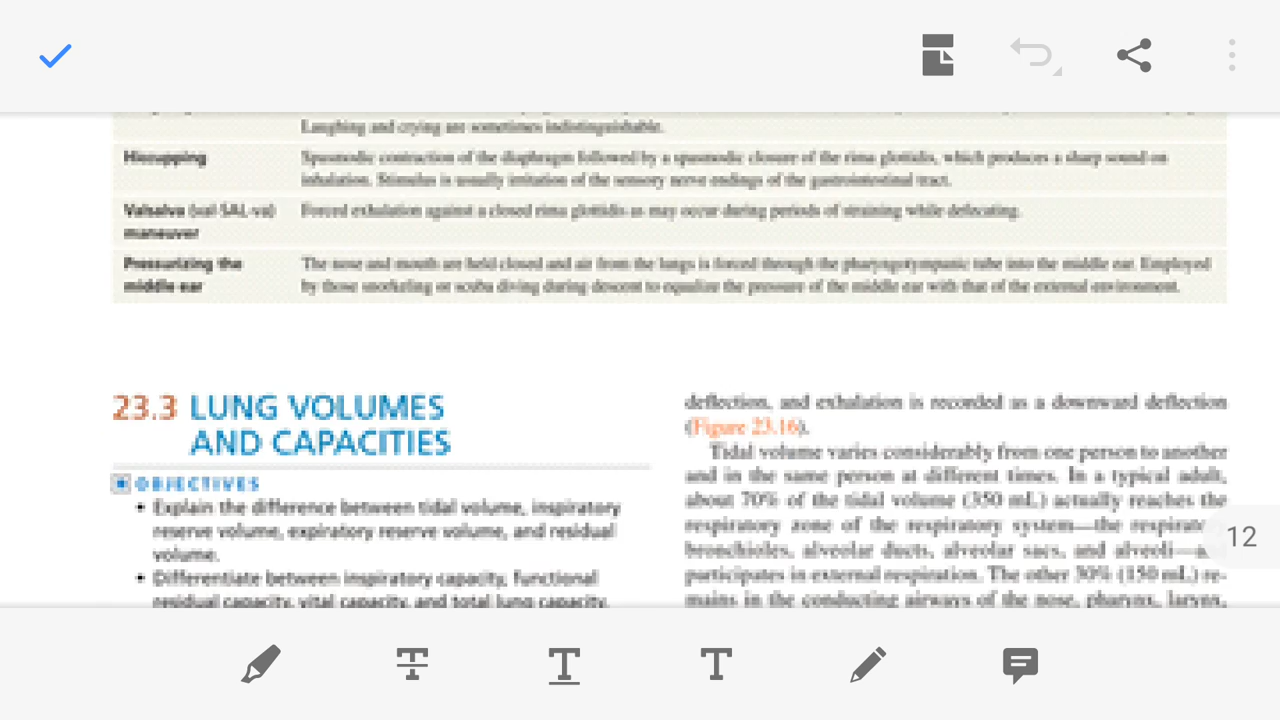 Laughing and crying are sometimes indistinguishable.
Hiccupping
Spasmodic contraction of the diaphragm followed by a spasmodic closure of the rima glottidis, which produces a sharp sound on
inhalation. Stimulus is usually irritation of the sensory nerve endings of the gastrointestinal tract.
Valsalva (val-SAL-va)
maneuver
Forced exhalation against a closed rima glottidis as may occur during periods of straining while defecating.
Pressurizing the
middle ear
The nose and mouth are held closed and air from the lungs is forced through the pharyngotympanic tube into the middle ear. Employed
by those snorkeling or scuba diving during descent to equalize the pressure of the middle ear with that of the external environment.
23.3 LUNG VOLUMES
AND CAPACITIES
OBJECTIVES
• Explain the difference between tidal volume, inspiratory
reserve volume, expiratory reserve volume, and residual
volume.
• Differentiate between inspiratory capacity, functional
residual capacity, vital capacity, and total lung capacity.
deflection, and exhalation is recorded as a downward deflection
(Figure 23.16).
Tidal volume varies considerably from one person to another
and in the same person at different times. In a typical adult,
about 70% of the tidal volume (350 mL) actually reaches the
respiratory zone of the respiratory system—the respirato
bronchioles, alveolar ducts, alveolar sacs, and alveoli—a
participates in external respiration. The other 30% (150 mL) re-
mains in the conducting airways of the nose, pharynx, larynx,
12